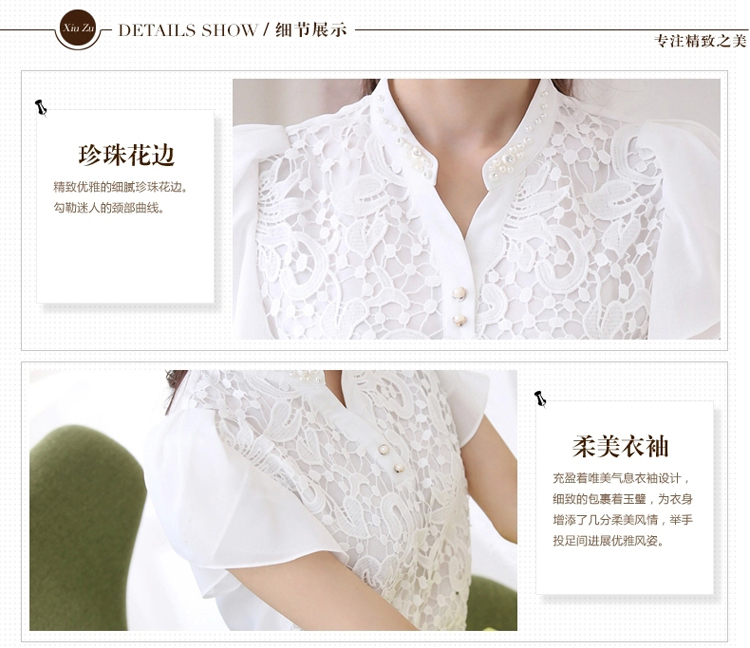 Xiu Zu
DETAILS SHOW / 细节展示
专注精致之美
珍珠花边
精致优雅的细腻珍珠花边。
勾勒迷人的颈部曲线。
柔美衣袖
充盈着唯美气息衣袖设计，
细致的包裹着玉璧，为衣身
增添了几分柔美风情，举手
投足间进展优雅风姿。